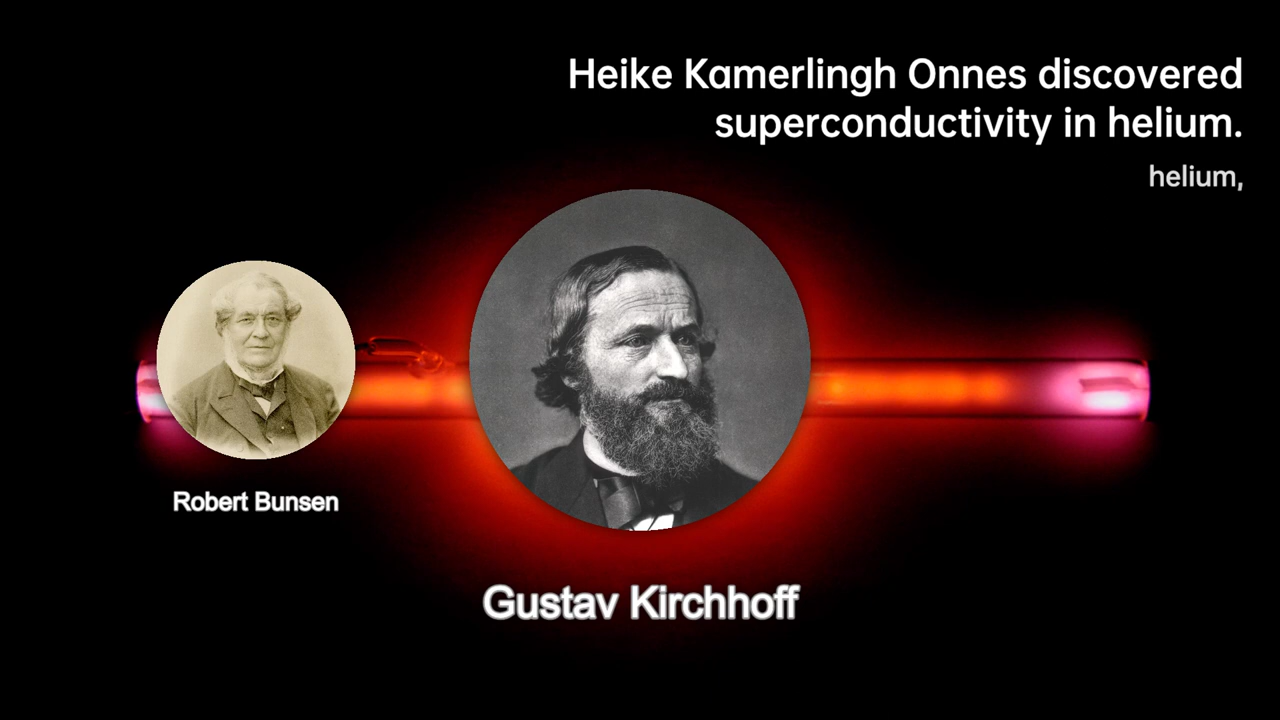 Heike Kamerlingh Onnes discovered
superconductivity in helium.
helium,
Robert Bunsen
Gustav Kirchhoff